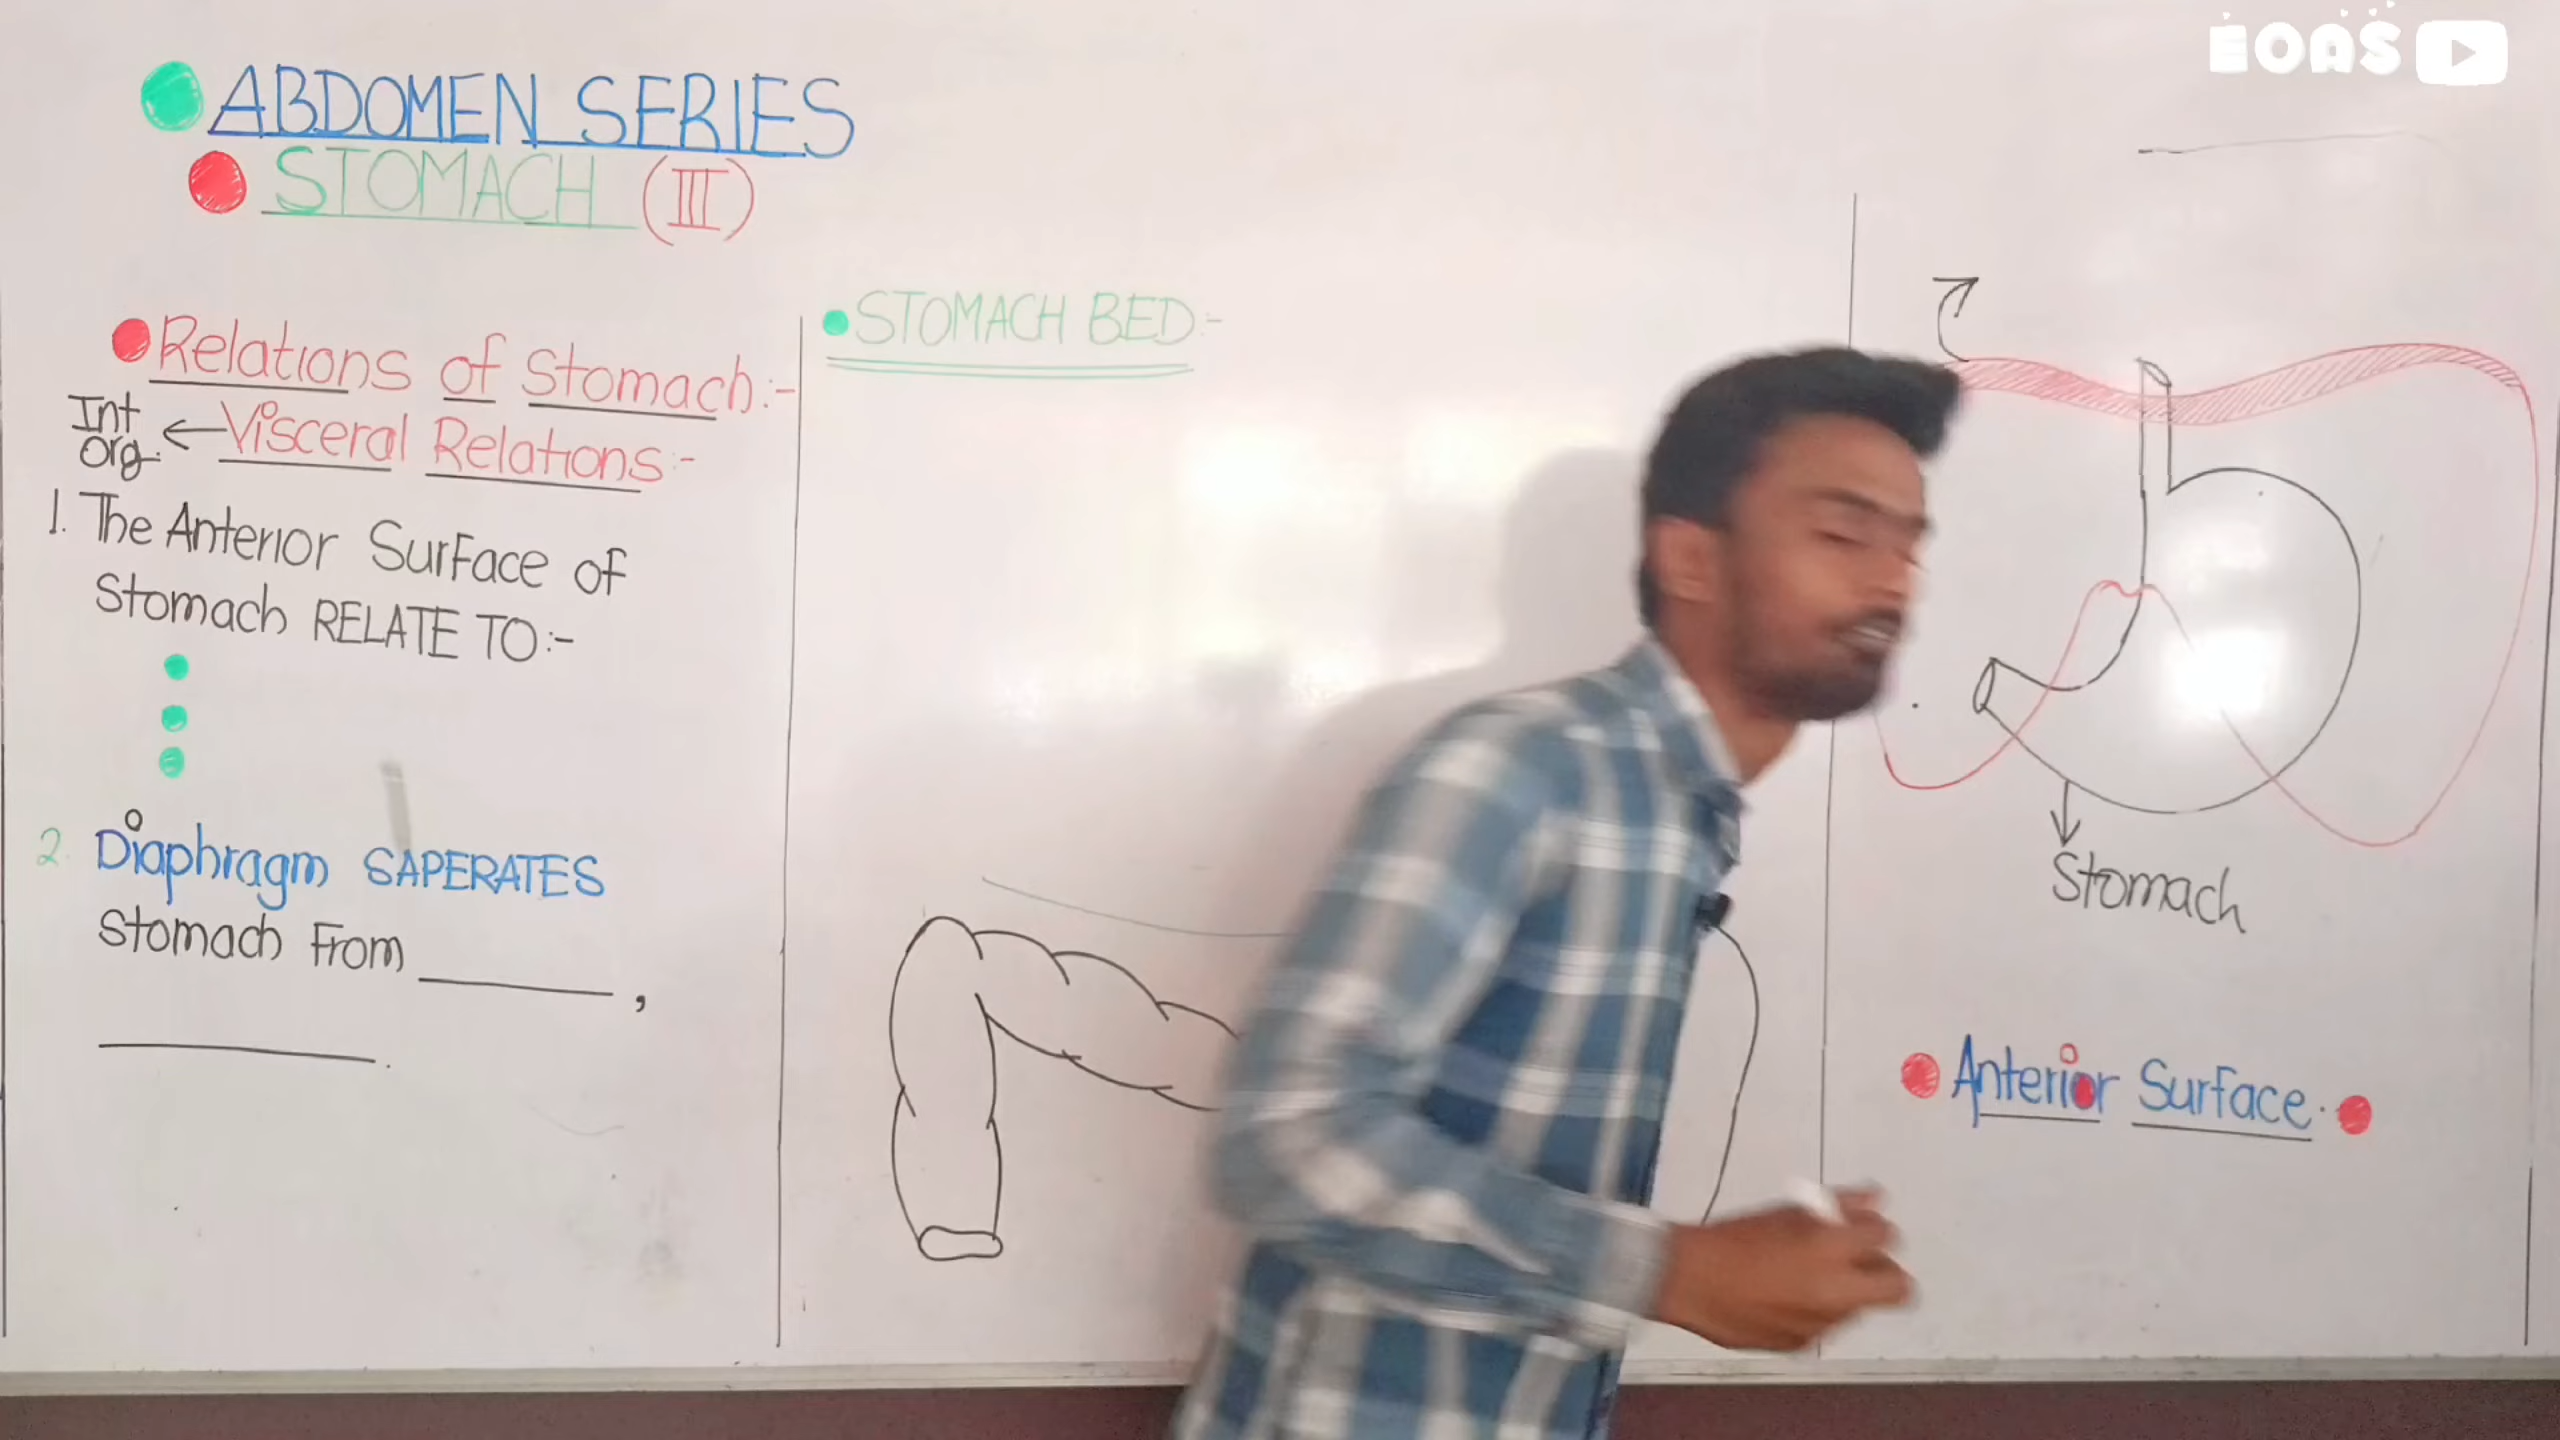 EOAS
ABDOMEN SERIES
STOMACH (III)
Relations of Stomach:-
Int
org. ← Visceral Relations:-
1. The Anterior Surface of
Stomach RELATE TO:-
2. Diaphragm SAPERATES
Stomach From ________ ,
________ .
STOMACH BED:-
Stomach
Anterior Surface.